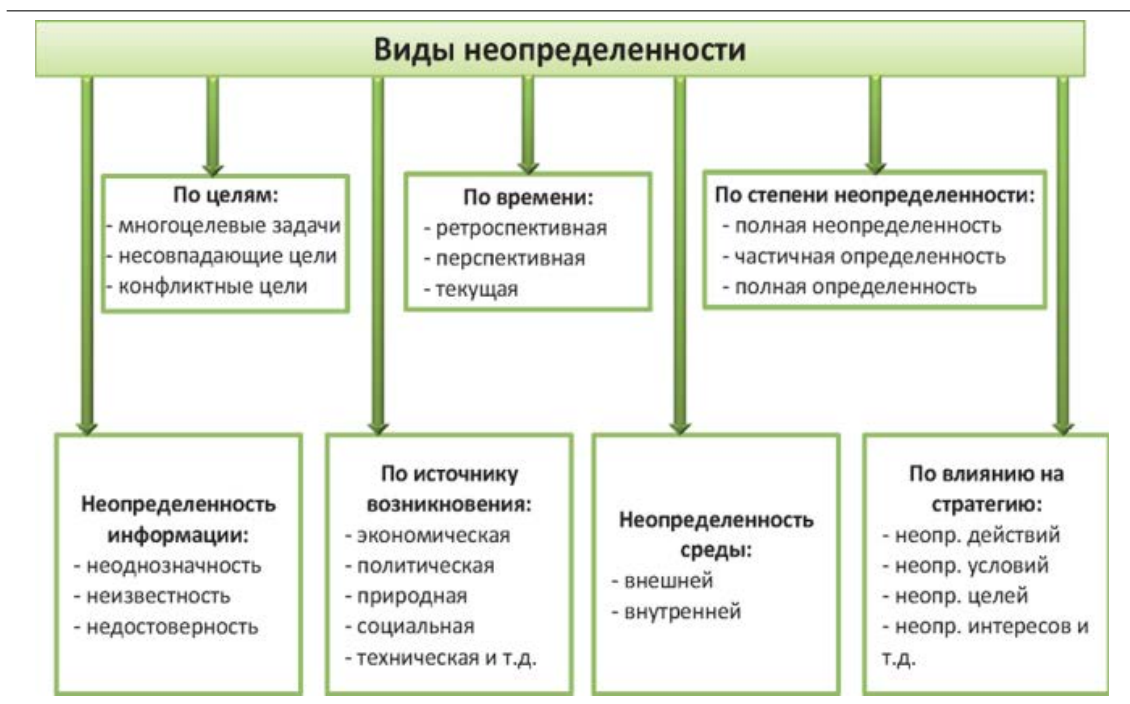 Виды неопределенности
По целям:
- многоцелевые задачи
- несовпадающие цели
- конфликтные цели
По времени:
- ретроспективная
- перспективная
- текущая
По степени неопределенности:
- полная неопределенность
- частичная определенность
- полная определенность
Неопределенность
информации:
- неоднозначность
- неизвестность
- недостоверность
По источнику
возникновения:
- экономическая
- политическая
- природная
- социальная
- техническая и т.д.
Неопределенность
среды:
- внешней
- внутренней
По влиянию на
стратегию:
- неопр. действий
- неопр. условий
- неопр. целей
- неопр. интересов и
т.д.